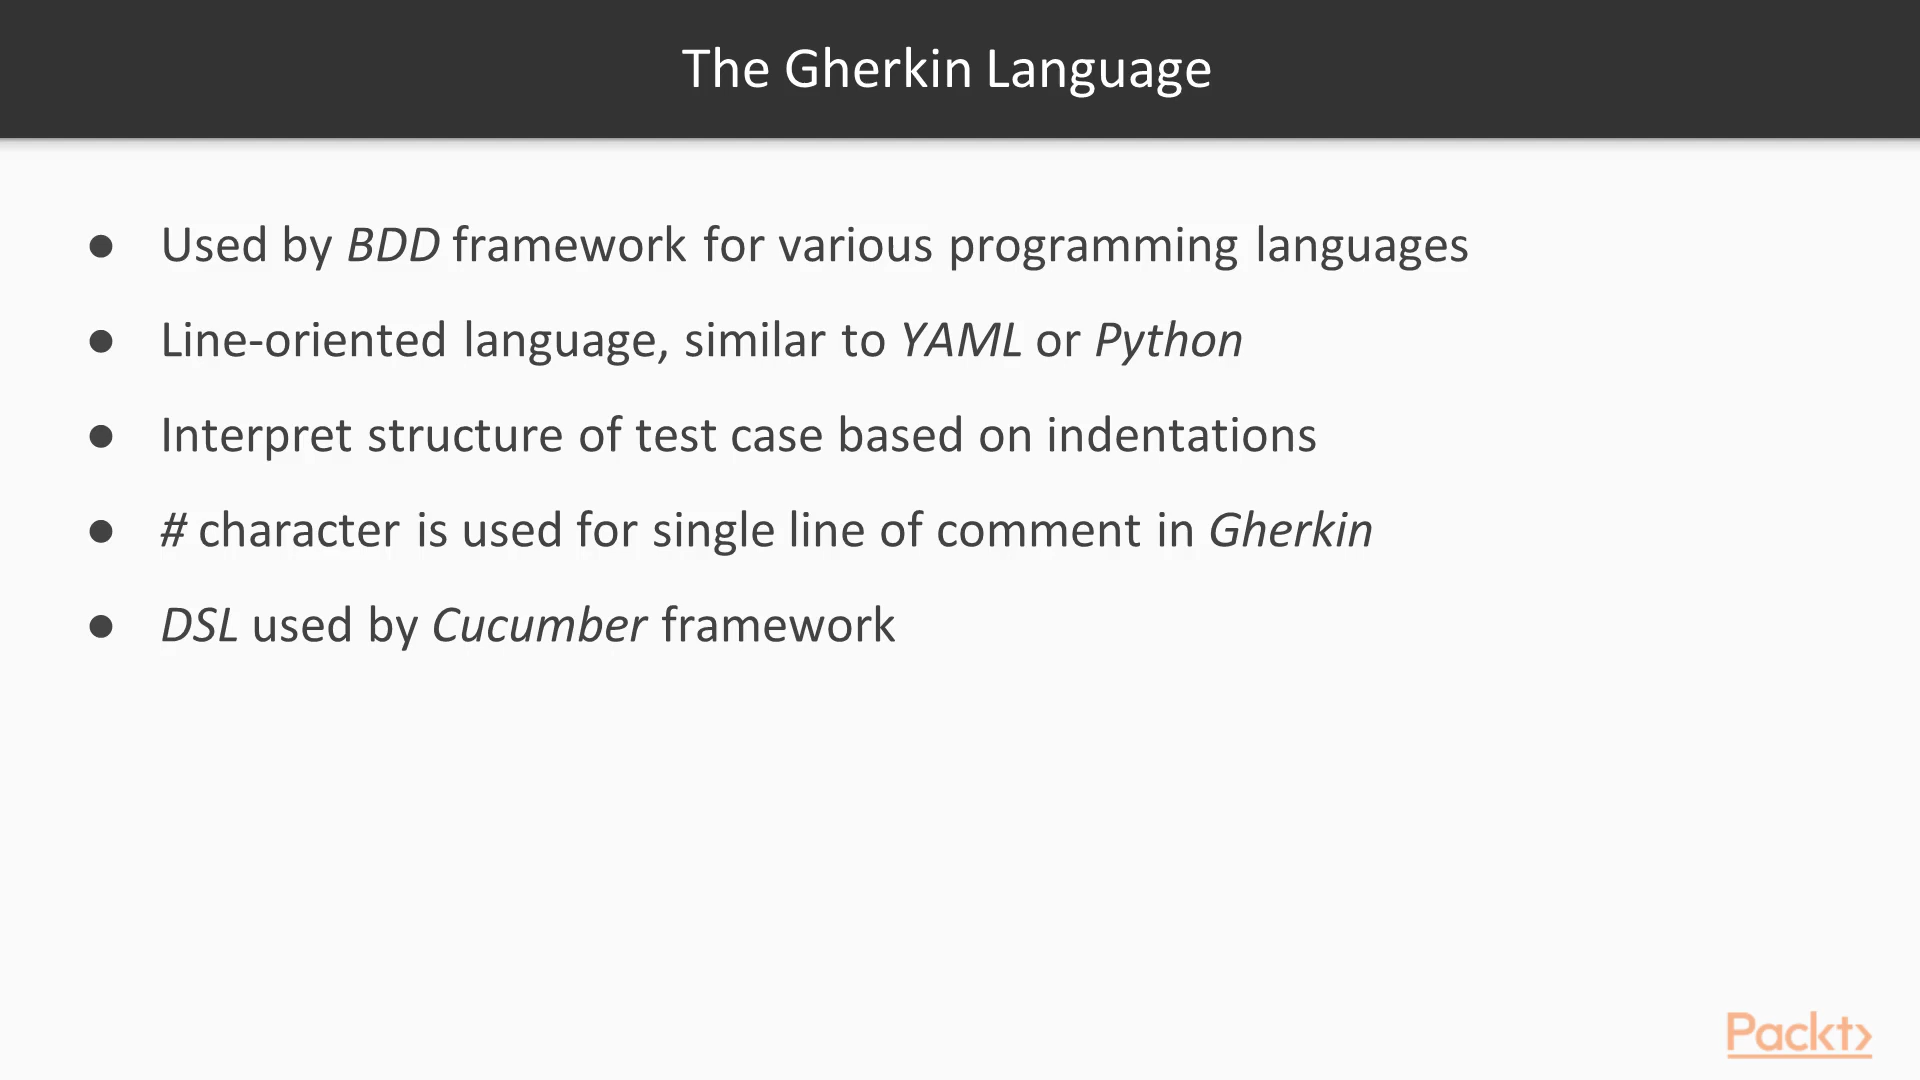 The Gherkin Language
● Used by BDD framework for various programming languages
● Line-oriented language, similar to YAML or Python
● Interpret structure of test case based on indentations
● # character is used for single line of comment in Gherkin
● DSL used by Cucumber framework
Packt>